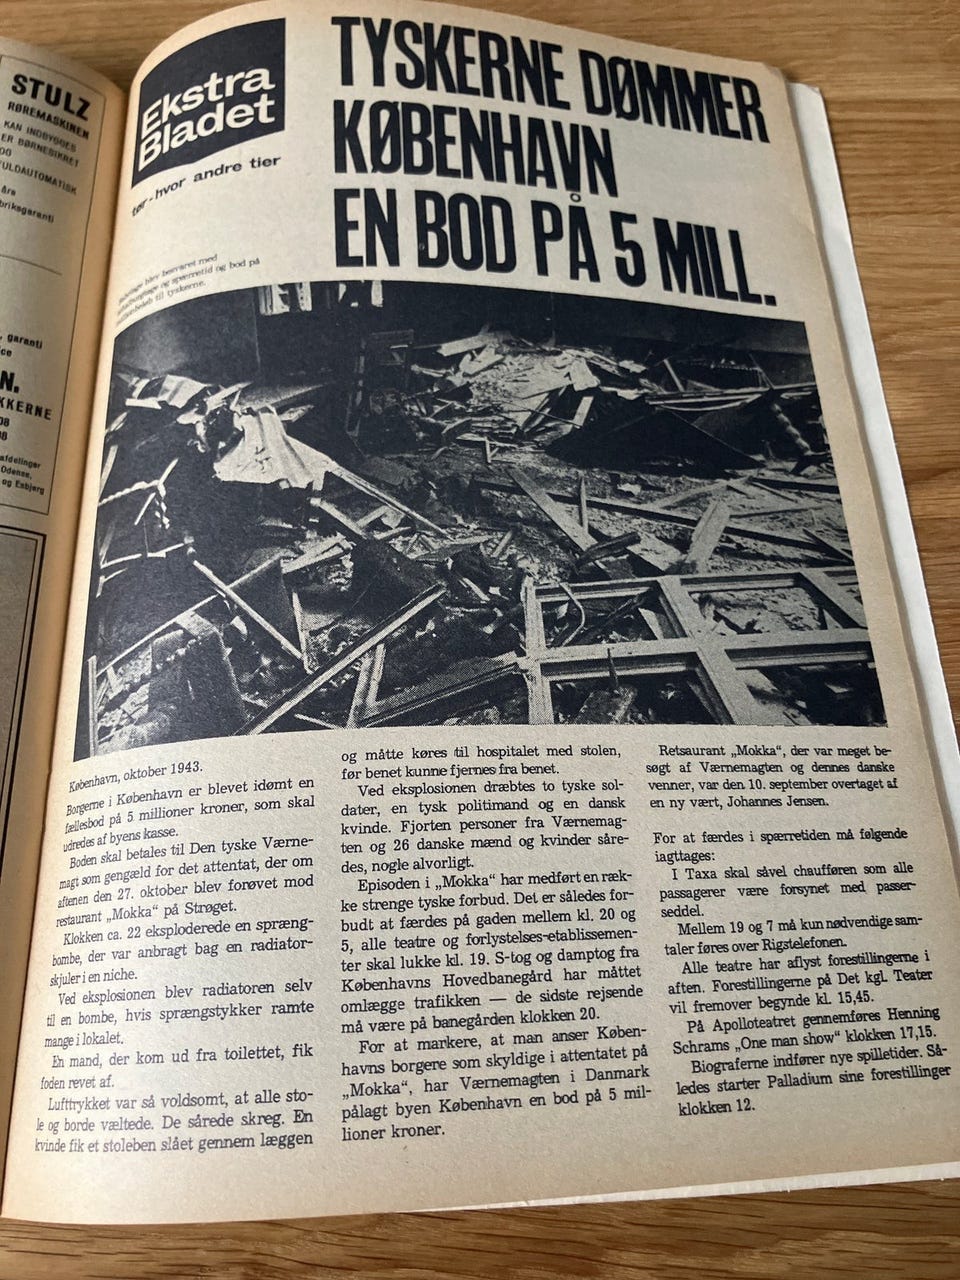 STULZ
RØREMASKINEN
KAN INDBYGGES
ER BØRNESIKRET
OG
FULDAUTOMATISK
års
briksgaranti
garanti
ce
N.
KKERNE
08
08
afdelinger
Odense,
og Esbjerg
Ekstra
Bladet
tør-hvor andre tier
TYSKERNE DØMMER
KØBENHAVN
EN BOD PÅ 5 MILL.
blev besvaret med
og spærretid og bod på
millionbeløb til tyskerne.
København, oktober 1943.
Borgerne i København er blevet idømt en
fællesbod på 5 millioner kroner, som skal
udredes af byens kasse.
Boden skal betales til Den tyske Værne-
magt som gengæld for det attentat, der om
aftenen den 27. oktober blev forøvet mod
restaurant „Mokka“ på Strøget.
Klokken ca. 22 eksploderede en spræng-
bombe, der var anbragt bag en radiator-
skjuler i en niche.
Ved eksplosionen blev radiatoren selv
til en bombe, hvis sprængstykker ramte
mange i lokalet.
En mand, der kom ud fra toilettet, fik
foden revet af.
Lufttrykket var så voldsomt, at alle sto-
le og borde væltede. De sårede skreg. En
kvinde fik et stoleben slået gennem læggen
og måtte køres til hospitalet med stolen,
før benet kunne fjernes fra benet.
Ved eksplosionen dræbtes to tyske sol-
dater, en tysk politimand og en dansk
kvinde. Fjorten personer fra Værnemag-
ten og 26 danske mænd og kvinder såre-
des, nogle alvorligt.
Episoden i „Mokka“ har medført en ræk-
ke strenge tyske forbud. Det er således for-
budt at færdes på gaden mellem kl. 20 og
5, alle teatre og forlystelses-etablissemen-
ter skal lukke kl. 19. S-tog og damptog fra
Københavns Hovedbanegård har måttet
omlægge trafikken — de sidste rejsende
må være på banegården klokken 20.
For at markere, at man anser Køben-
havns borgere som skyldige i attentatet på
„Mokka“, har Værnemagten i Danmark
pålagt byen København en bod på 5 mil-
lioner kroner.
Retsaurant „Mokka“, der var meget be-
søgt af Værnemagten og dennes danske
venner, var den 10. september overtaget af
en ny vært, Johannes Jensen.
For at færdes i spærretiden må følgende
iagttages:
I Taxa skal såvel chaufføren som alle
passagerer være forsynet med passer-
seddel.
Mellem 19 og 7 må kun nødvendige sam-
taler føres over Rigstelefonen.
Alle teatre har aflyst forestillingerne i
aften. Forestillingerne på Det kgl. Teater
vil fremover begynde kl. 15,45.
På Apolloteatret gennemføres Henning
Schrams „One man show“ klokken 17,15.
Biograferne indfører nye spilletider. Så-
ledes starter Palladium sine forestillinger
klokken 12.